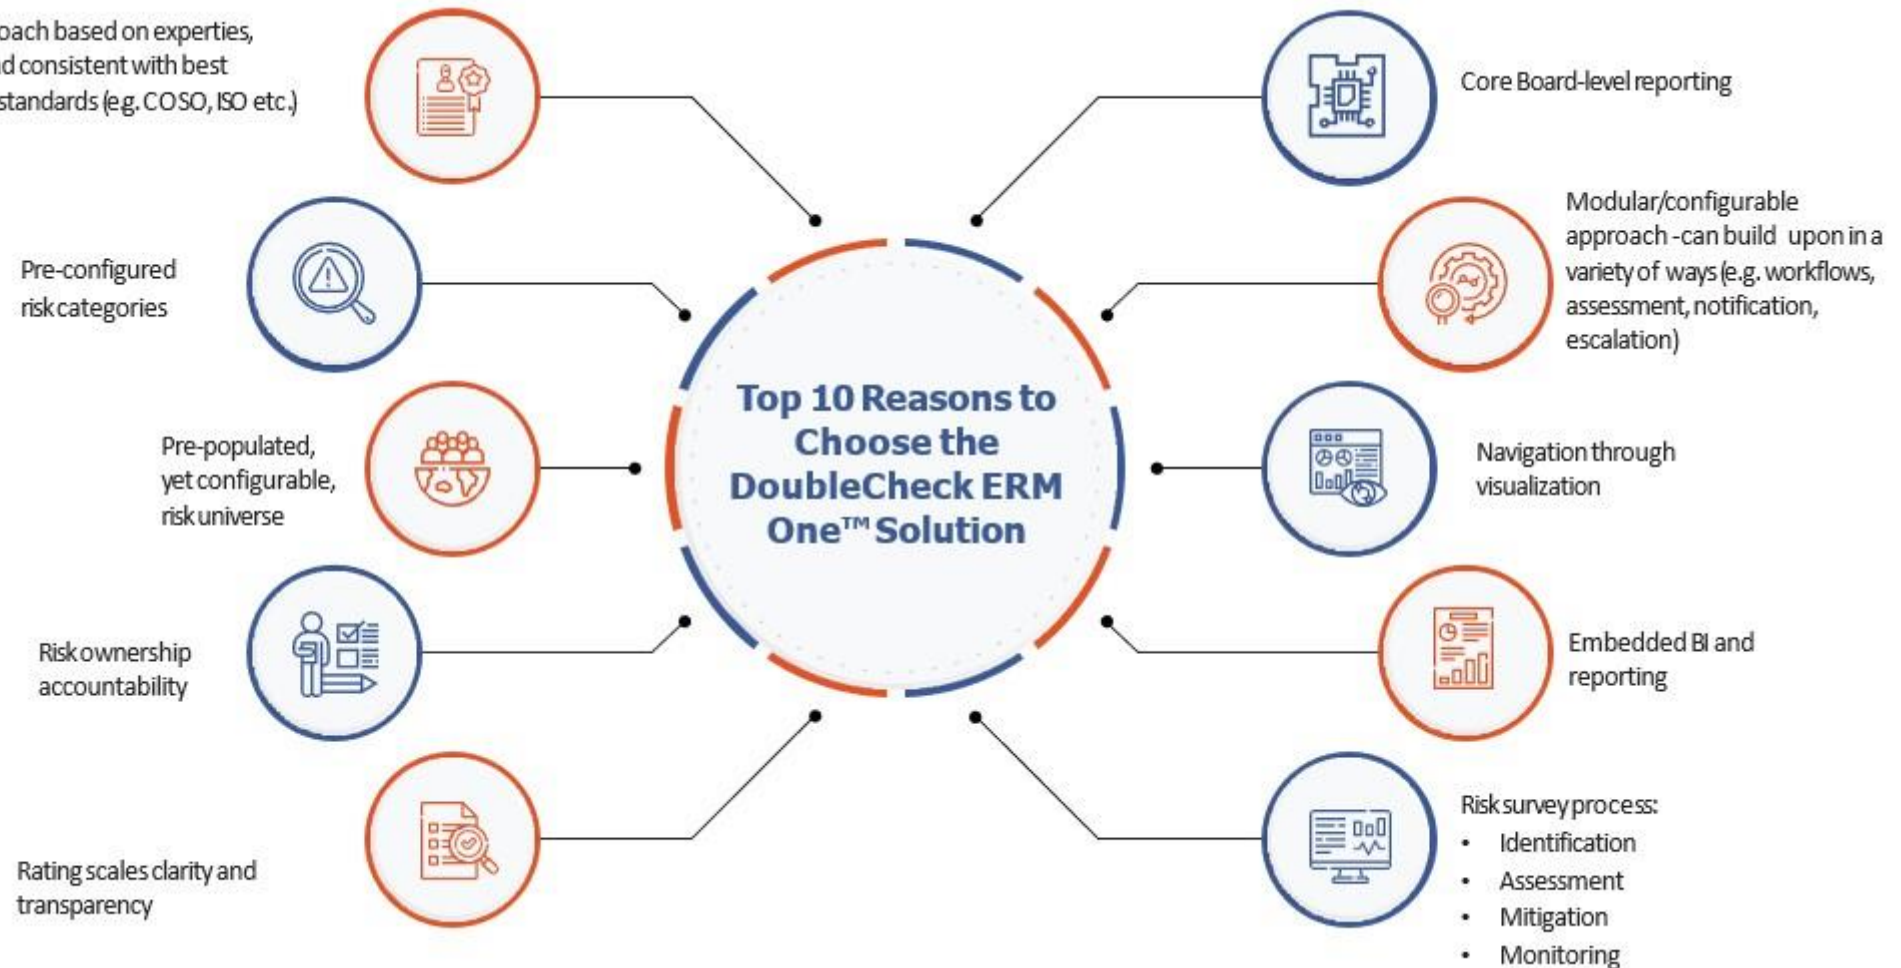 oach based on experties,
d consistent with best
standards (e.g. COSO, ISO etc.)
Pre-configured
risk categories
Pre-populated,
yet configurable,
risk universe
Risk ownership
accountability
Rating scales clarity and
transparency
Top 10 Reasons to
Choose the
DoubleCheck ERM
One™ Solution
Core Board-level reporting
Modular/configurable
approach -can build upon in a
variety of ways (e.g. workflows,
assessment, notification,
escalation)
Navigation through
visualization
Embedded BI and
reporting
Risk survey process:
• Identification
• Assessment
• Mitigation
• Monitoring